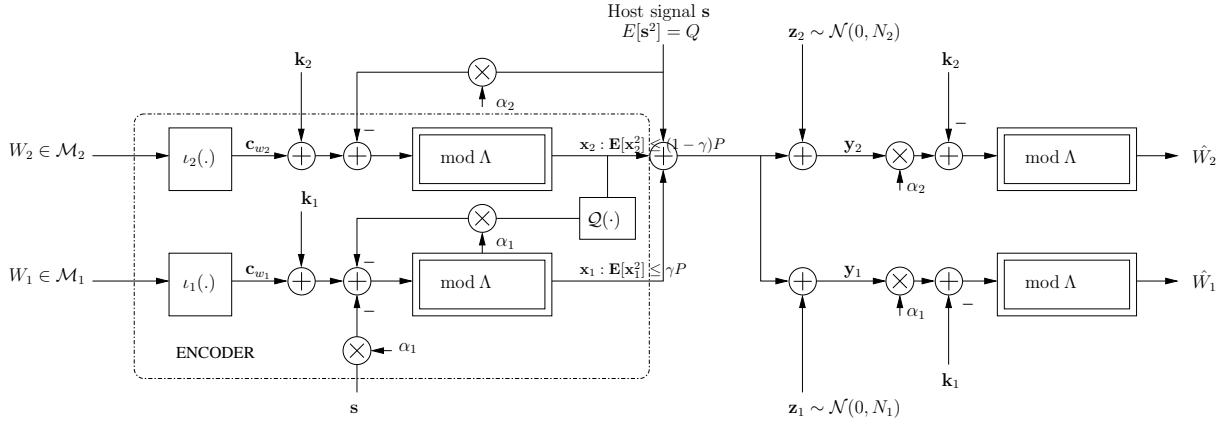 Host signal s
E[s²] = Q
z₂ ∼ 𝒩(0, N₂)
k₂
k₂
×
α₂
−
−
W₂ ∈ ℳ₂
ι₂(.)
c_{w₂}
+
+
mod Λ
x₂ : E[x₂²] ≤ (1 − γ)P
+
+
y₂
×
α₂
+
mod Λ
Ŵ₂
k₁
×
α₁
𝒬(·)
−
W₁ ∈ ℳ₁
ι₁(.)
c_{w₁}
+
+
mod Λ
x₁ : E[x₁²] ≤ γP
+
y₁
×
α₁
+
−
mod Λ
Ŵ₁
−
ENCODER
×
α₁
k₁
s
z₁ ∼ 𝒩(0, N₁)